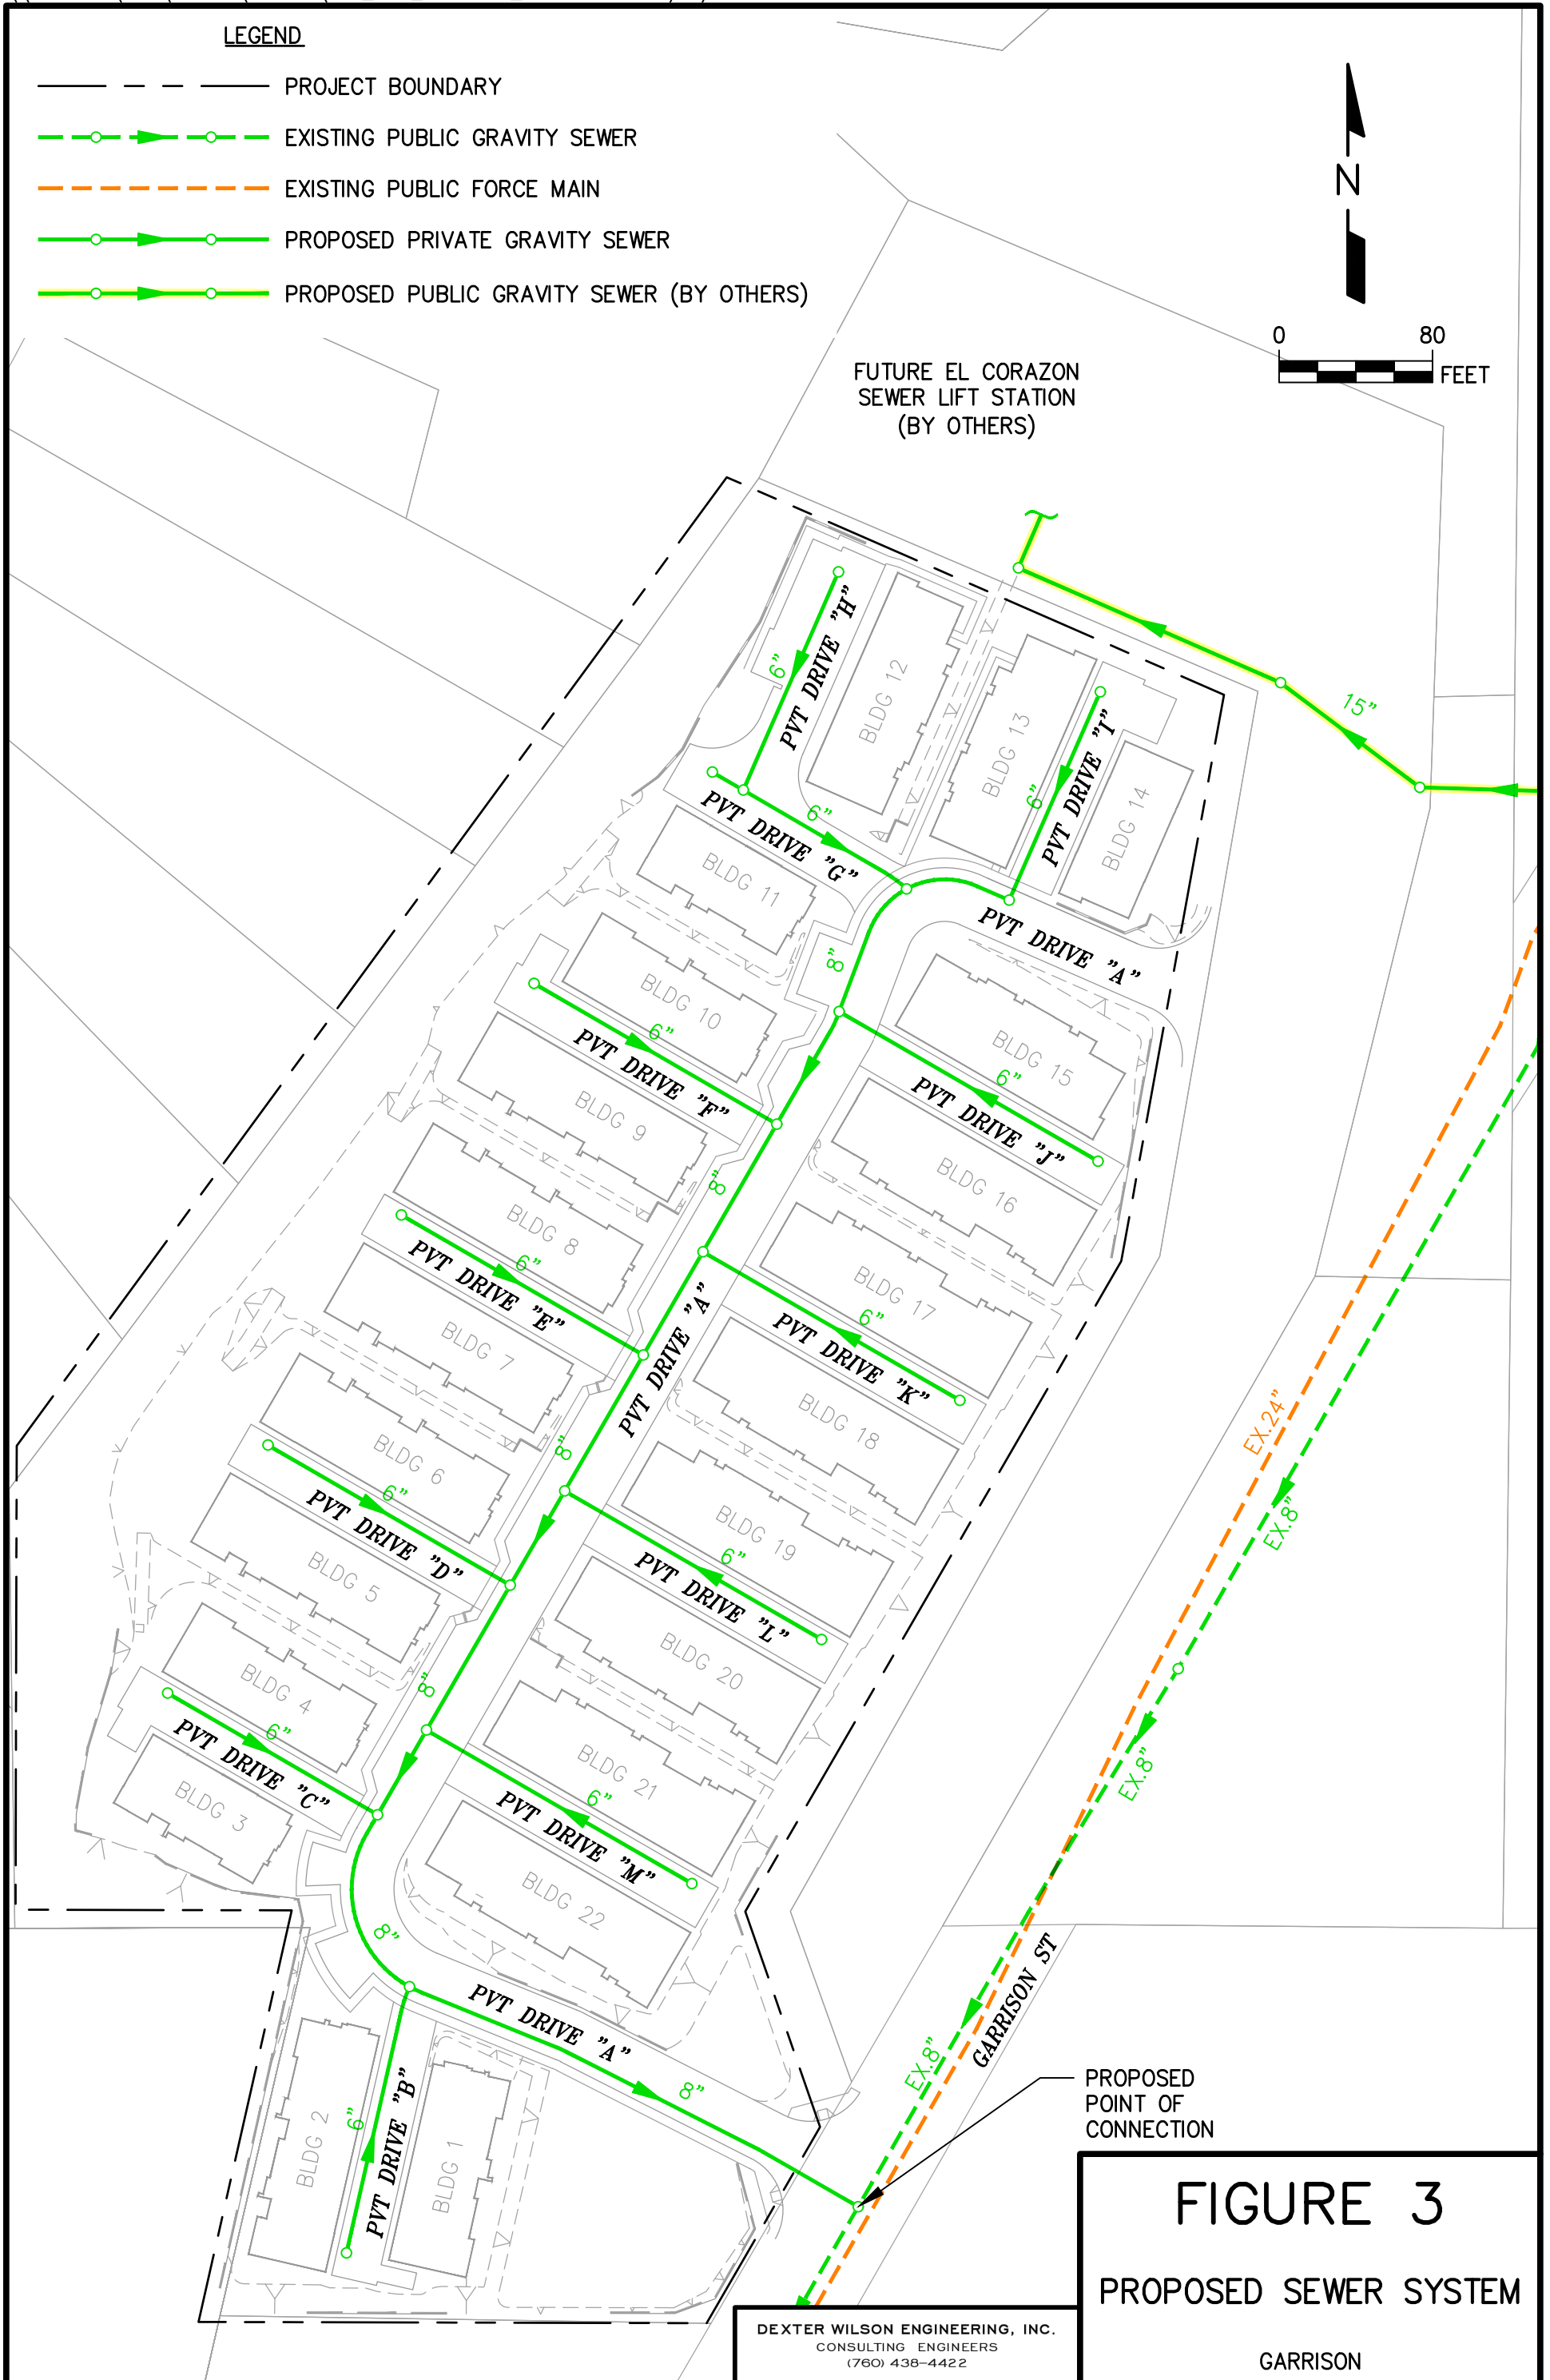 LEGEND
PROJECT BOUNDARY
EXISTING PUBLIC GRAVITY SEWER
EXISTING PUBLIC FORCE MAIN
PROPOSED PRIVATE GRAVITY SEWER
PROPOSED PUBLIC GRAVITY SEWER (BY OTHERS)
N
0 80
FEET
FUTURE EL CORAZON
SEWER LIFT STATION
(BY OTHERS)
6"
PVT DRIVE "H"
BLDG 12
BLDG 13
6"
PVT DRIVE "I"
BLDG 14
15"
6"
PVT DRIVE "G"
BLDG 11
PVT DRIVE "A"
8"
BLDG 10
6"
PVT DRIVE "F"
BLDG 15
6"
PVT DRIVE "J"
BLDG 9
8"
BLDG 16
BLDG 8
6"
PVT DRIVE "E"
BLDG 17
6"
PVT DRIVE "K"
PVT DRIVE "A"
BLDG 7
BLDG 18
8"
BLDG 6
6"
PVT DRIVE "D"
EX.24"
EX.8"
BLDG 19
6"
PVT DRIVE "L"
BLDG 5
BLDG 20
8"
BLDG 4
6"
PVT DRIVE "C"
BLDG 3
BLDG 21
6"
PVT DRIVE "M"
EX.8"
BLDG 22
8"
PVT DRIVE "A"
8"
GARRISON ST
EX.8"
BLDG 2
6"
PVT DRIVE "B"
BLDG 1
PROPOSED
POINT OF
CONNECTION
FIGURE 3
PROPOSED SEWER SYSTEM
GARRISON
DEXTER WILSON ENGINEERING, INC.
CONSULTING ENGINEERS
(760) 438-4422